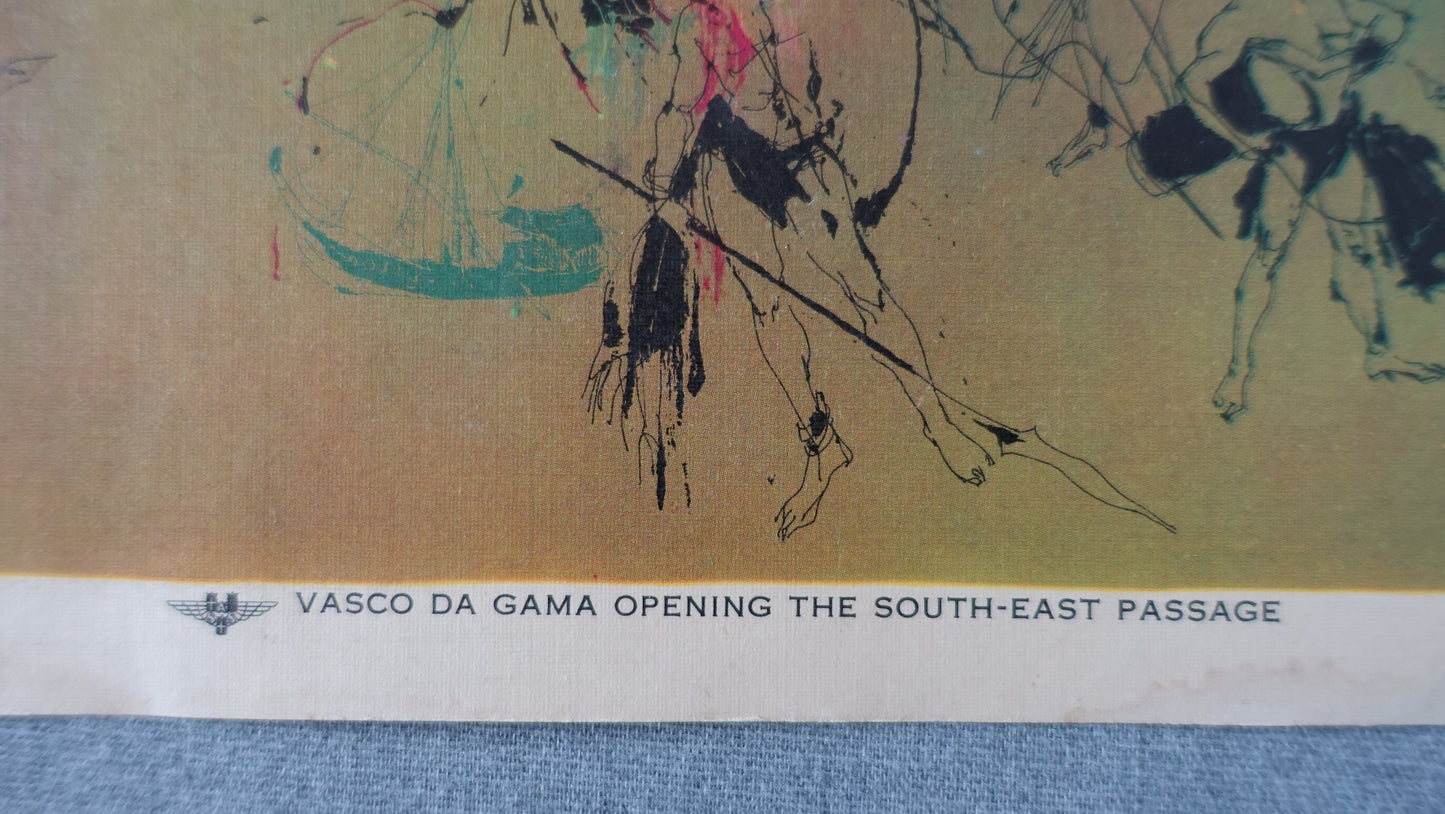 VASCO DA GAMA OPENING THE SOUTH-EAST PASSAGE